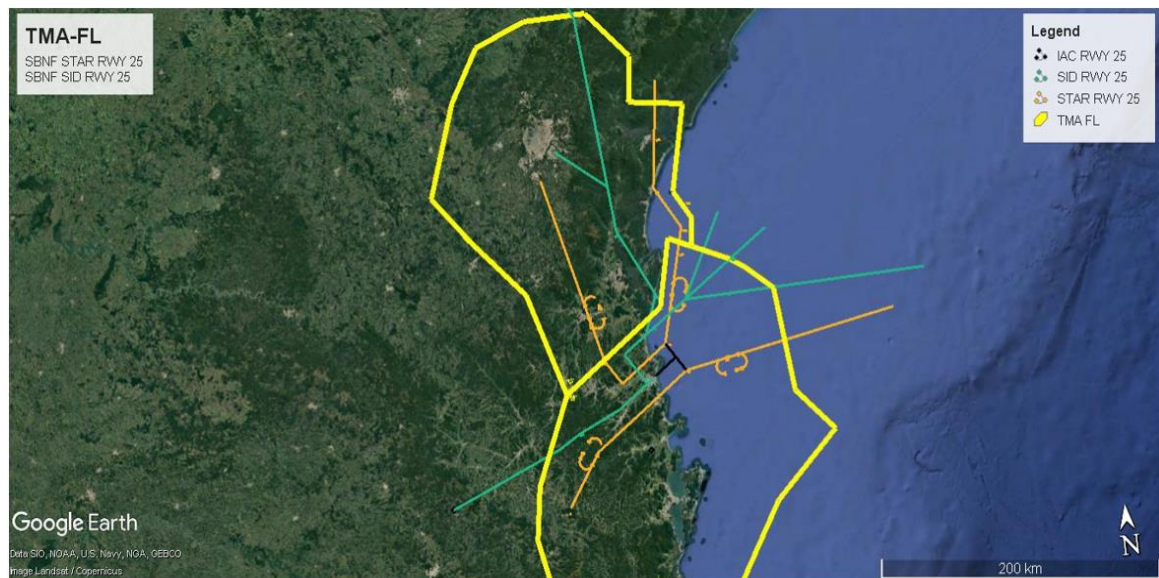 TMA-FL
SBNF STAR RWY 25
SBNF SID RWY 25
Legend
IAC RWY 25
SID RWY 25
STAR RWY 25
TMA FL
Google Earth
Data SIO, NOAA, U.S. Navy, NGA, GEBCO
Image Landsat / Copernicus
200 km
N